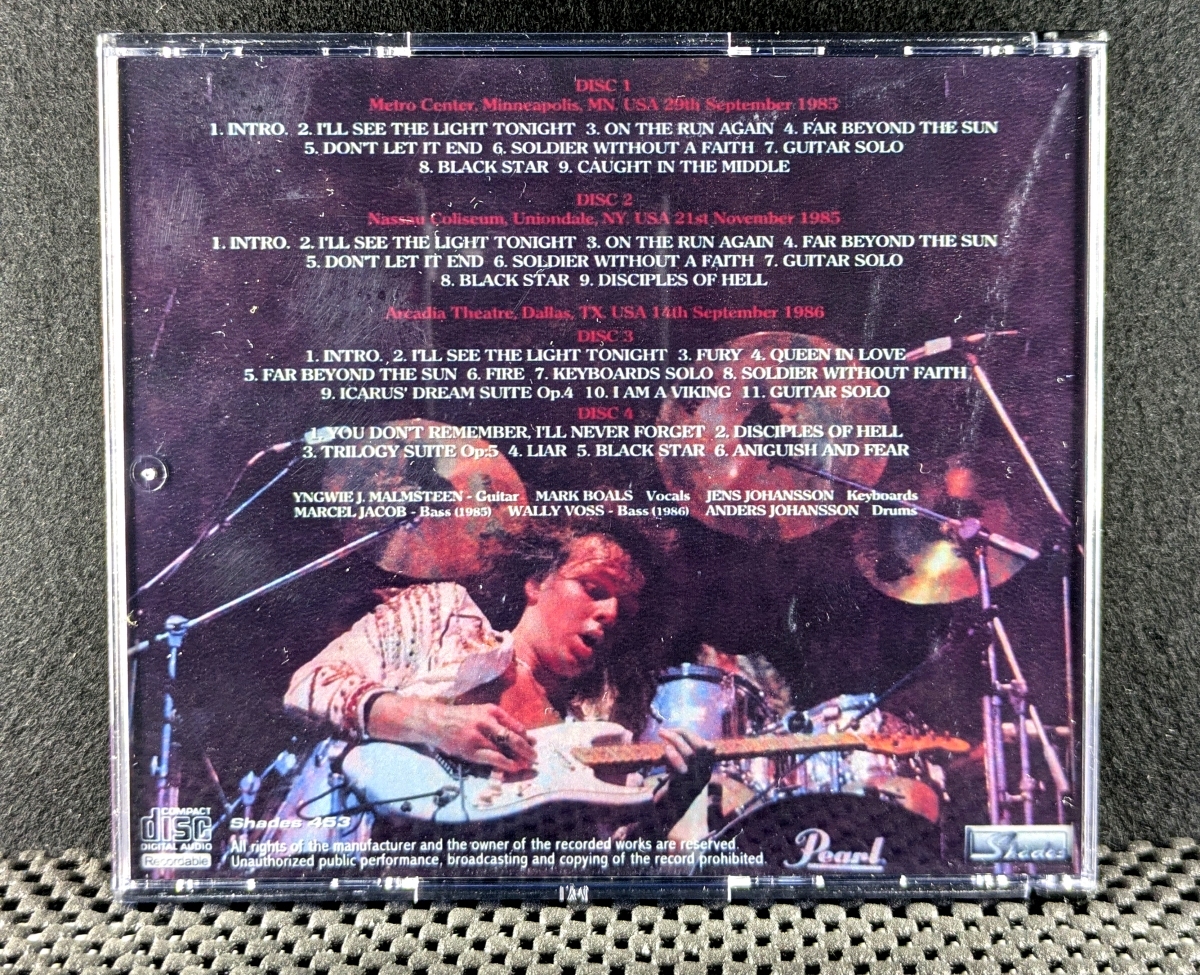 DISC 1
Metro Center, Minneapolis, MN. USA 29th September 1985
1. INTRO. 2. I'LL SEE THE LIGHT TONIGHT 3. ON THE RUN AGAIN 4. FAR BEYOND THE SUN
5. DON'T LET IT END 6. SOLDIER WITHOUT A FAITH 7. GUITAR SOLO
8. BLACK STAR 9. CAUGHT IN THE MIDDLE
DISC 2
Nassau Coliseum, Uniondale, NY. USA 21st November 1985
1. INTRO. 2. I'LL SEE THE LIGHT TONIGHT 3. ON THE RUN AGAIN 4. FAR BEYOND THE SUN
5. DON'T LET IT END 6. SOLDIER WITHOUT A FAITH 7. GUITAR SOLO
8. BLACK STAR 9. DISCIPLES OF HELL
Arcadia Theatre, Dallas, TX. USA 14th September 1986
DISC 3
1. INTRO. 2. I'LL SEE THE LIGHT TONIGHT 3. FURY 4. QUEEN IN LOVE
5. FAR BEYOND THE SUN 6. FIRE 7. KEYBOARDS SOLO 8. SOLDIER WITHOUT FAITH
9. ICARUS' DREAM SUITE Op.4 10. I AM A VIKING 11. GUITAR SOLO
DISC 4
1. YOU DON'T REMEMBER, I'LL NEVER FORGET 2. DISCIPLES OF HELL
3. TRILOGY SUITE Op:5 4. LIAR 5. BLACK STAR 6. ANIGUISH AND FEAR
YNGWIE J. MALMSTEEN - Guitar MARK BOALS Vocals JENS JOHANSSON Keyboards
MARCEL JACOB - Bass (1985) WALLY VOSS - Bass (1986) ANDERS JOHANSSON Drums
COMPACT
disc
DIGITAL AUDIO
Recordable
Shades 453
All rights of the manufacturer and the owner of the recorded works are reserved.
Unauthorized public performance, broadcasting and copying of the record prohibited.
Pearl
Shades